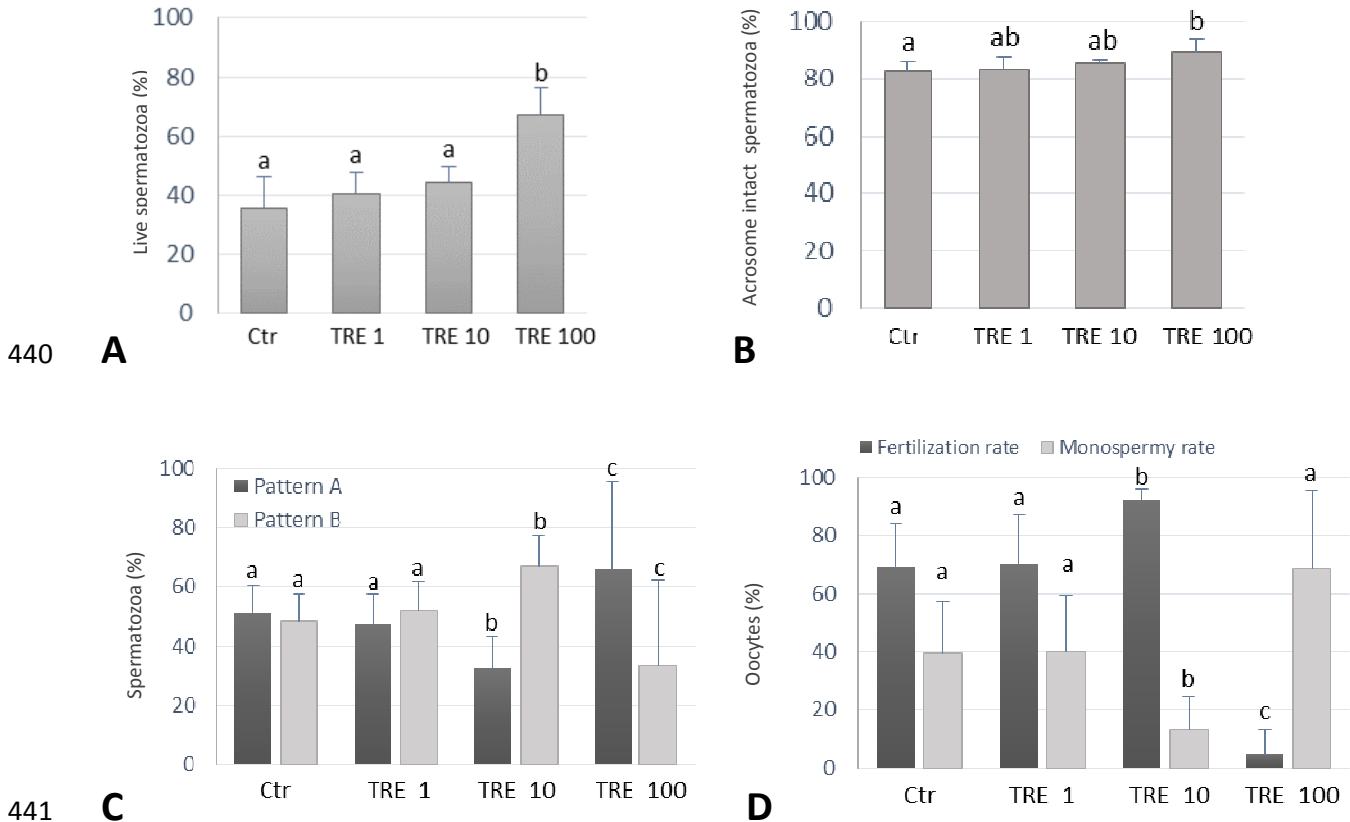 Live spermatozoa (%)
100
80
60
40
20
0
a
a
a
b
Ctr TRE 1 TRE 10 TRE 100
440 A
Acrosome intact spermatozoa (%)
100
80
60
40
20
0
a
ab
ab
b
Ctr TRE 1 TRE 10 TRE 100
B
Spermatozoa (%)
100
80
60
40
20
0
Pattern A
Pattern B
a
a
a
a
b
b
c
c
Ctr TRE 1 TRE 10 TRE 100
441 C
Fertilization rate Monospermy rate
Oocytes (%)
100
80
60
40
20
0
a
a
a
a
b
b
c
a
Ctr TRE 1 TRE 10 TRE 100
D